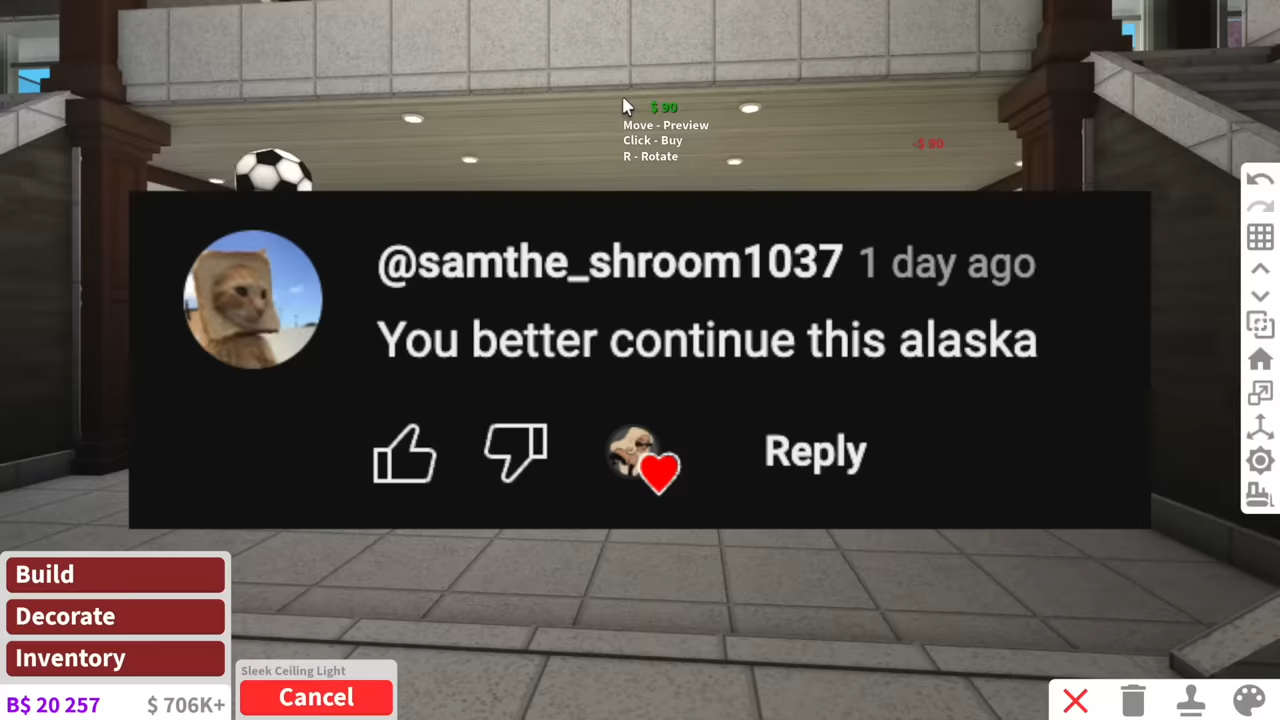 $ 90
Move - Preview
Click - Buy
R - Rotate
-$ 90
@samthe_shroom1037 1 day ago
You better continue this alaska
Reply
Build
Decorate
Inventory
B$ 20 257 $ 706K+
Sleek Ceiling Light
Cancel